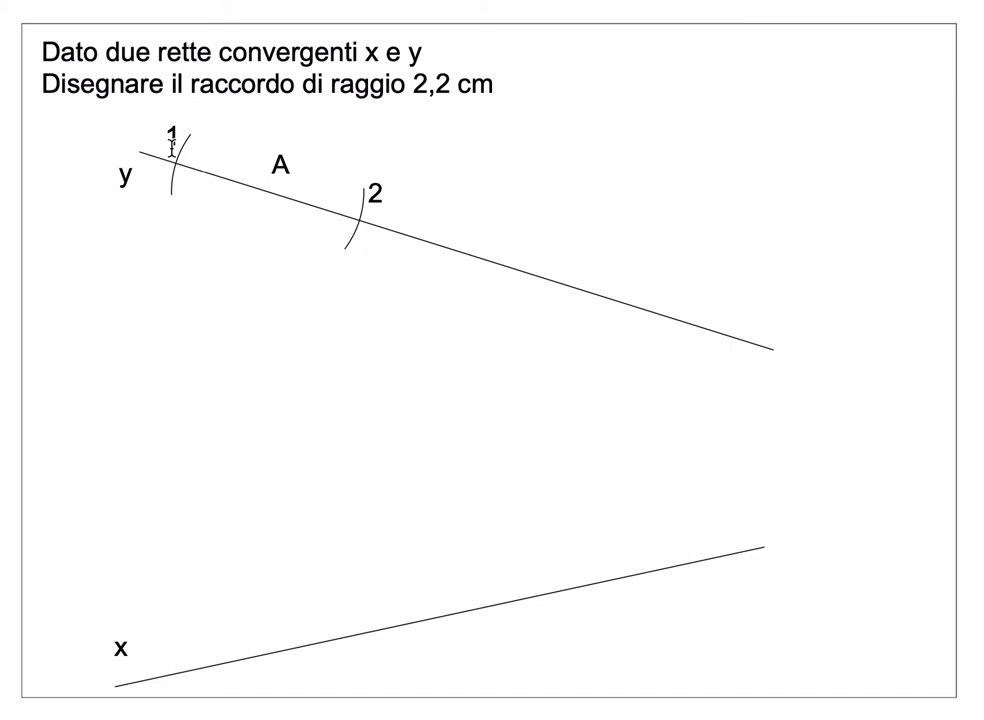 Dato due rette convergenti x e y
Disegnare il raccordo di raggio 2,2 cm
1
A
y
2
x